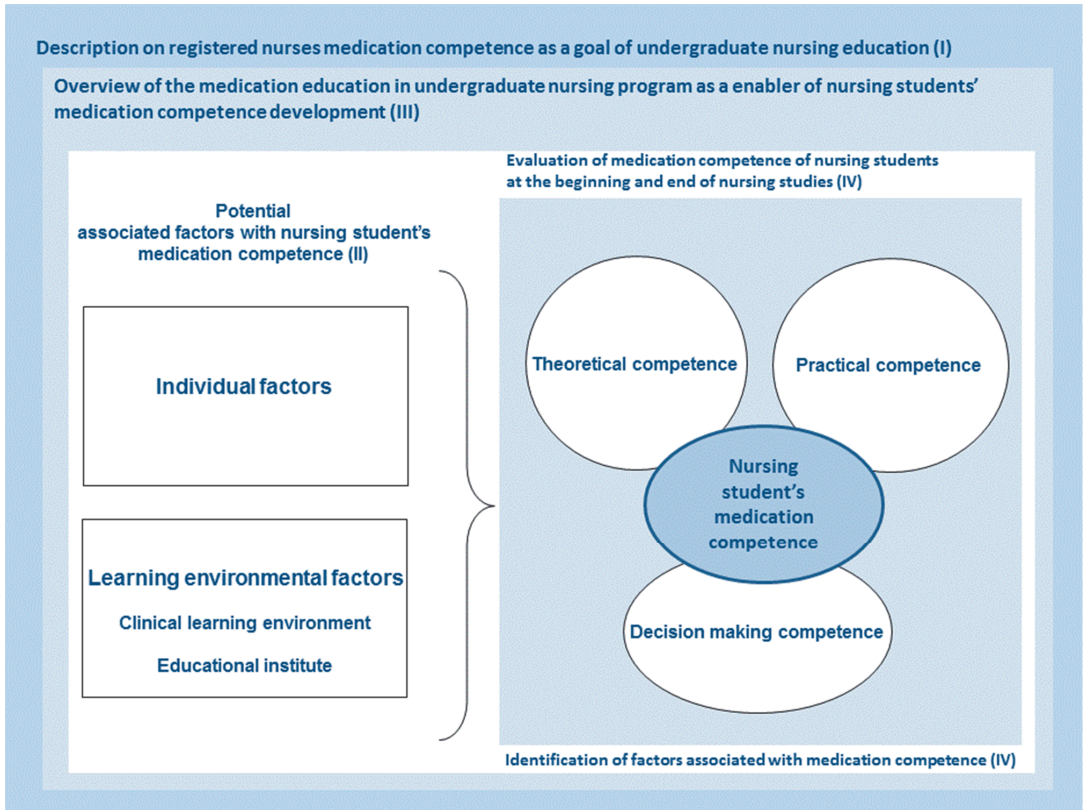 Description on registered nurses medication competence as a goal of undergraduate nursing education (I)
Overview of the medication education in undergraduate nursing program as a enabler of nursing students’
medication competence development (III)
Potential
associated factors with nursing student’s
medication competence (II)
Individual factors
Learning environmental factors
Clinical learning environment
Educational institute
Evaluation of medication competence of nursing students
at the beginning and end of nursing studies (IV)
Theoretical competence
Practical competence
Nursing
student’s
medication
competence
Decision making competence
Identification of factors associated with medication competence (IV)